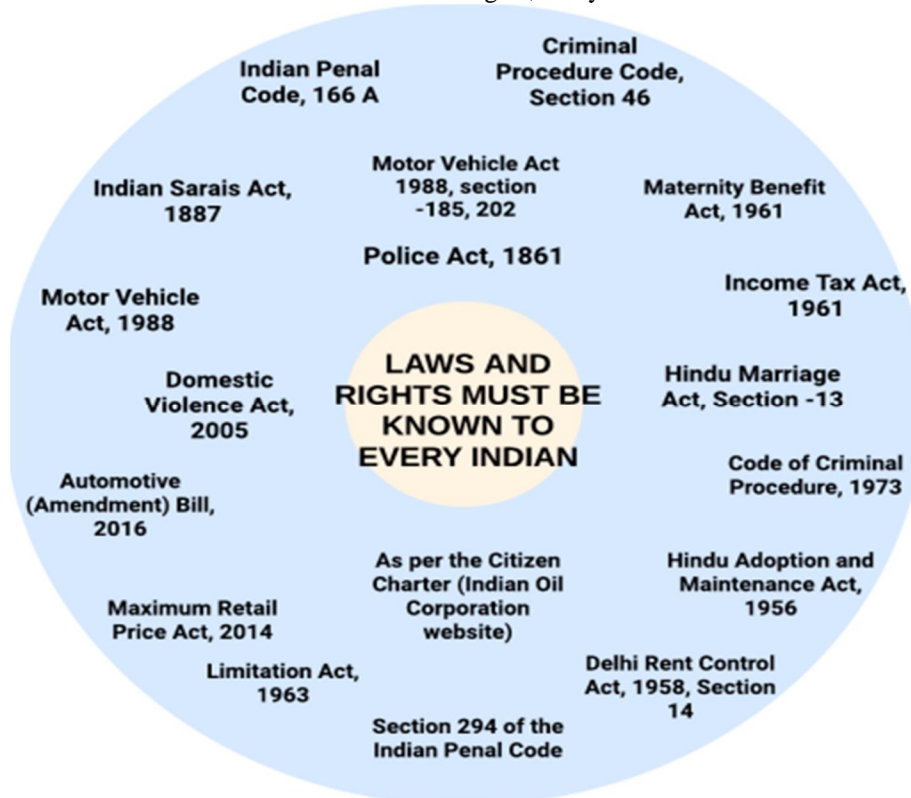 Indian Penal
Code, 166 A
Criminal
Procedure Code,
Section 46
Indian Sarais Act,
1887
Motor Vehicle Act
1988, section
-185, 202
Maternity Benefit
Act, 1961
Police Act, 1861
Motor Vehicle
Act, 1988
Income Tax Act,
1961
Domestic
Violence Act,
2005
LAWS AND
RIGHTS MUST BE
KNOWN TO
EVERY INDIAN
Hindu Marriage
Act, Section -13
Automotive
(Amendment) Bill,
2016
Code of Criminal
Procedure, 1973
As per the Citizen
Charter (Indian Oil
Corporation
website)
Hindu Adoption and
Maintenance Act,
1956
Maximum Retail
Price Act, 2014
Limitation Act,
1963
Delhi Rent Control
Act, 1958, Section
14
Section 294 of the
Indian Penal Code